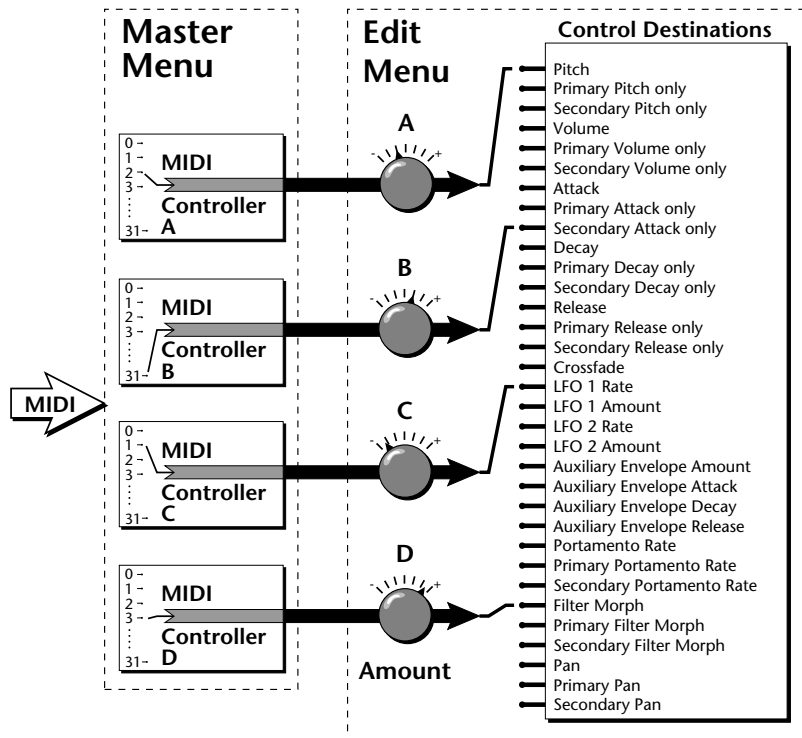 Master
Menu
Edit
Menu
Control Destinations
MIDI
0
1
2
3
31
MIDI
Controller
A
0
1
2
3
31
MIDI
Controller
B
0
1
2
3
31
MIDI
Controller
C
0
1
2
3
31
MIDI
Controller
D
A
- +
B
- +
C
- +
D
- +
Amount
Pitch
Primary Pitch only
Secondary Pitch only
Volume
Primary Volume only
Secondary Volume only
Attack
Primary Attack only
Secondary Attack only
Decay
Primary Decay only
Secondary Decay only
Release
Primary Release only
Secondary Release only
Crossfade
LFO 1 Rate
LFO 1 Amount
LFO 2 Rate
LFO 2 Amount
Auxiliary Envelope Amount
Auxiliary Envelope Attack
Auxiliary Envelope Decay
Auxiliary Envelope Release
Portamento Rate
Primary Portamento Rate
Secondary Portamento Rate
Filter Morph
Primary Filter Morph
Secondary Filter Morph
Pan
Primary Pan
Secondary Pan